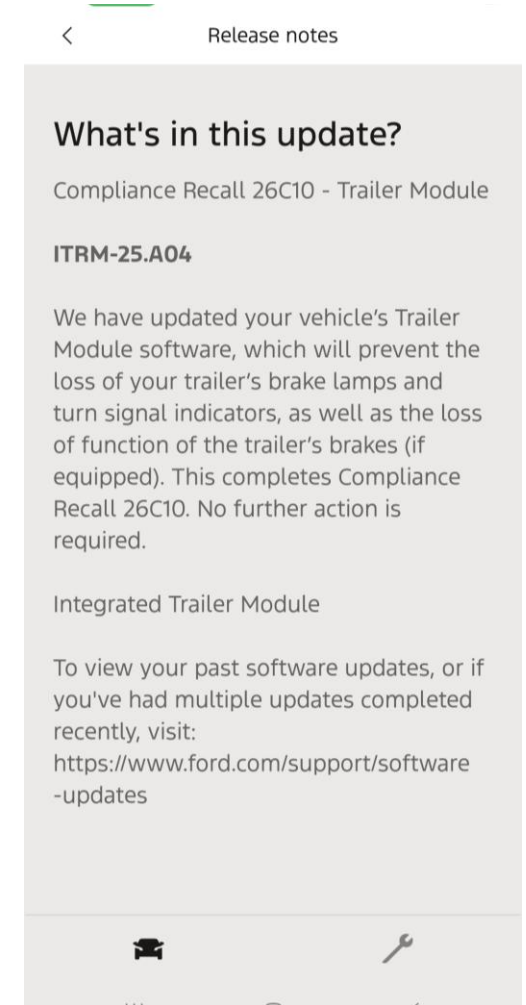 Release notes
What's in this update?
Compliance Recall 26C10 - Trailer Module
ITRM-25.A04
We have updated your vehicle’s Trailer
Module software, which will prevent the
loss of your trailer’s brake lamps and
turn signal indicators, as well as the loss
of function of the trailer’s brakes (if
equipped). This completes Compliance
Recall 26C10. No further action is
required.
Integrated Trailer Module
To view your past software updates, or if
you've had multiple updates completed
recently, visit:
https://www.ford.com/support/software
-updates